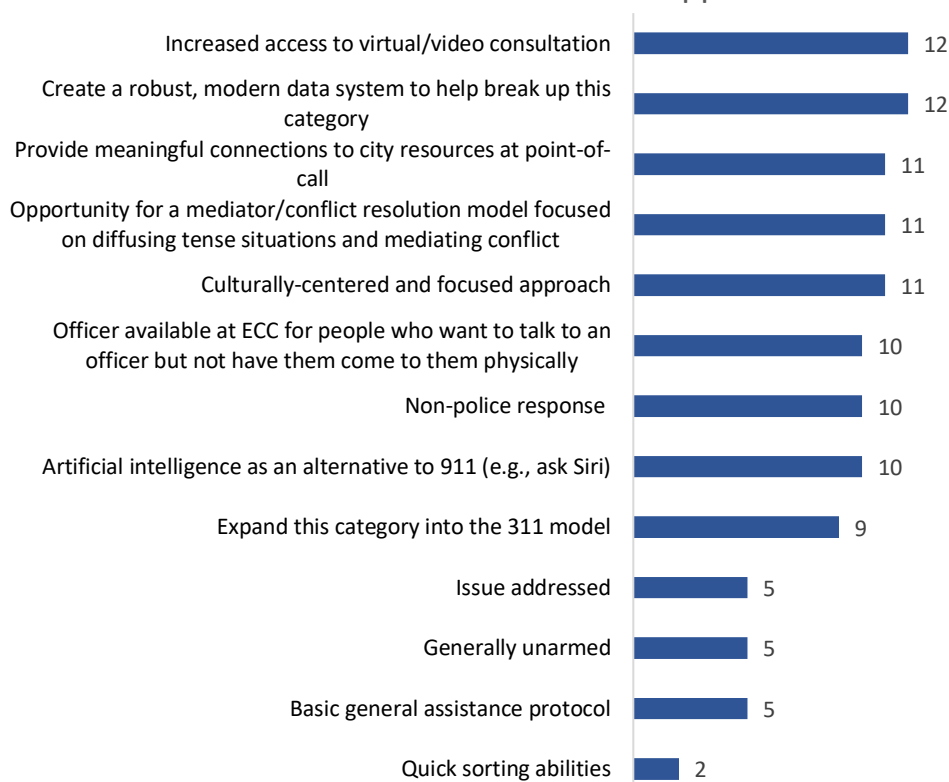 Increased access to virtual/video consultation
12
Create a robust, modern data system to help break up this
category
12
Provide meaningful connections to city resources at point-of-
call
11
Opportunity for a mediator/conflict resolution model focused
on diffusing tense situations and mediating conflict
11
Culturally-centered and focused approach
11
Officer available at ECC for people who want to talk to an
officer but not have them come to them physically
10
Non-police response
10
Artificial intelligence as an alternative to 911 (e.g., ask Siri)
10
Expand this category into the 311 model
9
Issue addressed
5
Generally unarmed
5
Basic general assistance protocol
5
Quick sorting abilities
2